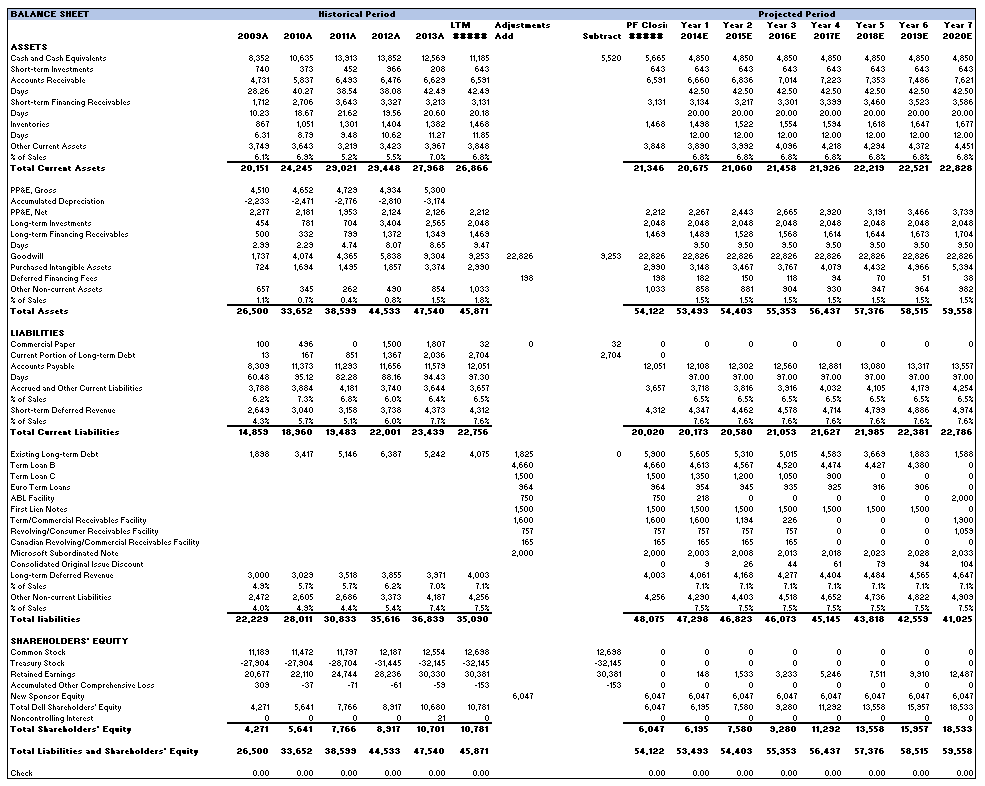 BALANCE SHEET Historical Period Projected Period
LTM Adjustments PF Closi Year 1 Year 2 Year 3 Year 4 Year 5 Year 6 Year 7
2009A 2010A 2011A 2012A 2013A ##### Add Subtract ##### 2014E 2015E 2016E 2017E 2018E 2019E 2020E
ASSETS
Cash and Cash Equivalents 8,352 10,635 13,913 13,852 12,569 11,185 5,520 5,665 4,850 4,850 4,850 4,850 4,850 4,850 4,850
Short-term Investments 740 373 452 966 208 643 643 643 643 643 643 643 643 643
Accounts Receivable 4,731 5,837 6,493 6,476 6,629 6,591 6,591 6,660 6,836 7,014 7,223 7,353 7,486 7,621
Days 28.26 40.27 38.54 38.08 42.49 42.49 42.50 42.50 42.50 42.50 42.50 42.50 42.50
Short-term Financing Receivables 1,712 2,706 3,643 3,327 3,213 3,131 3,131 3,134 3,217 3,301 3,399 3,460 3,523 3,586
Days 10.23 18.67 21.62 19.56 20.60 20.18 20.00 20.00 20.00 20.00 20.00 20.00 20.00
Inventories 867 1,051 1,301 1,404 1,382 1,468 1,468 1,498 1,522 1,554 1,594 1,618 1,647 1,677
Days 6.31 8.79 9.48 10.62 11.27 11.85 12.00 12.00 12.00 12.00 12.00 12.00 12.00
Other Current Assets 3,749 3,643 3,219 3,423 3,967 3,848 3,848 3,890 3,992 4,096 4,218 4,294 4,372 4,451
% of Sales 6.1% 6.9% 5.2% 5.5% 7.0% 6.8% 6.8% 6.8% 6.8% 6.8% 6.8% 6.8% 6.8%
Total Current Assets 20,151 24,245 29,021 29,448 27,968 26,866 21,346 20,675 21,060 21,458 21,926 22,219 22,521 22,828
PP&E, Gross 4,510 4,652 4,729 4,934 5,300
Accumulated Depreciation -2,233 -2,471 -2,776 -2,810 -3,174
PP&E, Net 2,277 2,181 1,953 2,124 2,126 2,212 2,212 2,267 2,443 2,665 2,920 3,191 3,466 3,739
Long-term Investments 454 781 704 3,404 2,565 2,048 2,048 2,048 2,048 2,048 2,048 2,048 2,048 2,048
Long-term Financing Receivables 500 332 799 1,372 1,349 1,469 1,469 1,489 1,528 1,568 1,614 1,644 1,673 1,704
Days 2.99 2.29 4.74 8.07 8.65 9.47 9.50 9.50 9.50 9.50 9.50 9.50 9.50
Goodwill 1,737 4,074 4,365 5,838 9,304 9,253 22,826 9,253 22,826 22,826 22,826 22,826 22,826 22,826 22,826 22,826
Purchased Intangible Assets 724 1,694 1,495 1,857 3,374 2,990 2,990 3,148 3,467 3,767 4,079 4,432 4,966 5,394
Deferred Financing Fees 198 198 182 150 118 94 70 51 38
Other Non-current Assets 657 345 262 490 854 1,033 1,033 858 881 904 930 947 964 982
% of Sales 1.1% 0.7% 0.4% 0.8% 1.5% 1.8% 1.5% 1.5% 1.5% 1.5% 1.5% 1.5% 1.5%
Total Assets 26,500 33,652 38,599 44,533 47,540 45,871 54,122 53,493 54,403 55,353 56,437 57,376 58,515 59,558
LIABILITIES
Commercial Paper 100 496 0 1,500 1,807 32 0 32 0 0 0 0 0 0 0 0
Current Portion of Long-term Debt 13 167 851 1,367 2,036 2,704 2,704 0
Accounts Payable 8,309 11,373 11,293 11,656 11,579 12,051 12,051 12,108 12,302 12,560 12,881 13,080 13,317 13,557
Days 60.48 95.12 82.28 88.16 94.43 97.30 97.00 97.00 97.00 97.00 97.00 97.00 97.00
Accrued and Other Current Liabilities 3,788 3,884 4,181 3,740 3,644 3,657 3,657 3,718 3,816 3,916 4,032 4,105 4,179 4,254
% of Sales 6.2% 7.3% 6.8% 6.0% 6.4% 6.5% 6.5% 6.5% 6.5% 6.5% 6.5% 6.5% 6.5%
Short-term Deferred Revenue 2,649 3,040 3,158 3,738 4,373 4,312 4,312 4,347 4,462 4,578 4,714 4,799 4,886 4,974
% of Sales 4.3% 5.7% 5.1% 6.0% 7.7% 7.6% 7.6% 7.6% 7.6% 7.6% 7.6% 7.6% 7.6%
Total Current Liabilities 14,859 18,960 19,483 22,001 23,439 22,756 20,020 20,173 20,580 21,053 21,627 21,985 22,381 22,786
Existing Long-term Debt 1,898 3,417 5,146 6,387 5,242 4,075 1,825 0 5,900 5,605 5,310 5,015 4,583 3,669 1,883 1,588
Term Loan B 4,660 4,660 4,613 4,567 4,520 4,474 4,427 4,380 0
Term Loan C 1,500 1,500 1,350 1,200 1,050 900 0 0 0
Euro Term Loans 964 964 954 945 935 925 916 906 0
ABL Facility 750 750 218 0 0 0 0 0 2,000
First Lien Notes 1,500 1,500 1,500 1,500 1,500 1,500 1,500 1,500 0
Term/Commercial Receivables Facility 1,600 1,600 1,600 1,194 226 0 0 0 1,900
Revolving/Consumer Receivables Facility 757 757 757 757 757 0 0 0 1,053
Canadian Revolving/Commercial Receivables Facility 165 165 165 165 165 0 0 0 0
Microsoft Subordinated Note 2,000 2,000 2,003 2,008 2,013 2,018 2,023 2,028 2,033
Consolidated Original Issue Discount 0 9 26 44 61 79 94 104
Long-term Deferred Revenue 3,000 3,029 3,518 3,855 3,971 4,003 4,003 4,061 4,168 4,277 4,404 4,484 4,565 4,647
% of Sales 4.9% 5.7% 5.7% 6.2% 7.0% 7.1% 7.1% 7.1% 7.1% 7.1% 7.1% 7.1% 7.1%
Other Non-current Liabilities 2,472 2,605 2,686 3,373 4,187 4,256 4,256 4,290 4,403 4,518 4,652 4,736 4,822 4,909
% of Sales 4.0% 4.9% 4.4% 5.4% 7.4% 7.5% 7.5% 7.5% 7.5% 7.5% 7.5% 7.5% 7.5%
Total liabilities 22,229 28,011 30,833 35,616 36,839 35,090 48,075 47,298 46,823 46,073 45,145 43,818 42,559 41,025
SHAREHOLDERS' EQUITY
Common Stock 11,189 11,472 11,797 12,187 12,554 12,698 12,698 0 0 0 0 0 0 0 0
Treasury Stock -27,904 -27,904 -28,704 -31,445 -32,145 -32,145 -32,145 0 0 0 0 0 0 0 0
Retained Earnings 20,677 22,110 24,744 28,236 30,330 30,381 30,381 0 148 1,533 3,233 5,246 7,511 9,910 12,487
Accumulated Other Comprehensive Loss 309 -37 -71 -61 -59 -153 -153 0 0 0 0 0 0 0 0
New Sponsor Equity 6,047 6,047 6,047 6,047 6,047 6,047 6,047 6,047 6,047
Total Dell Shareholders' Equity 4,271 5,641 7,766 8,917 10,680 10,781 6,047 6,195 7,580 9,280 11,292 13,558 15,957 18,533
Noncontrolling Interest 0 0 0 0 21 0 0 0 0 0 0 0 0 0
Total Shareholders' Equity 4,271 5,641 7,766 8,917 10,701 10,781 6,047 6,195 7,580 9,280 11,292 13,558 15,957 18,533
Total Liabilities and Shareholders' Equity 26,500 33,652 38,599 44,533 47,540 45,871 54,122 53,493 54,403 55,353 56,437 57,376 58,515 59,558
Check 0.00 0.00 0.00 0.00 0.00 0.00 0.00 0.00 0.00 0.00 0.00 0.00 0.00 0.00